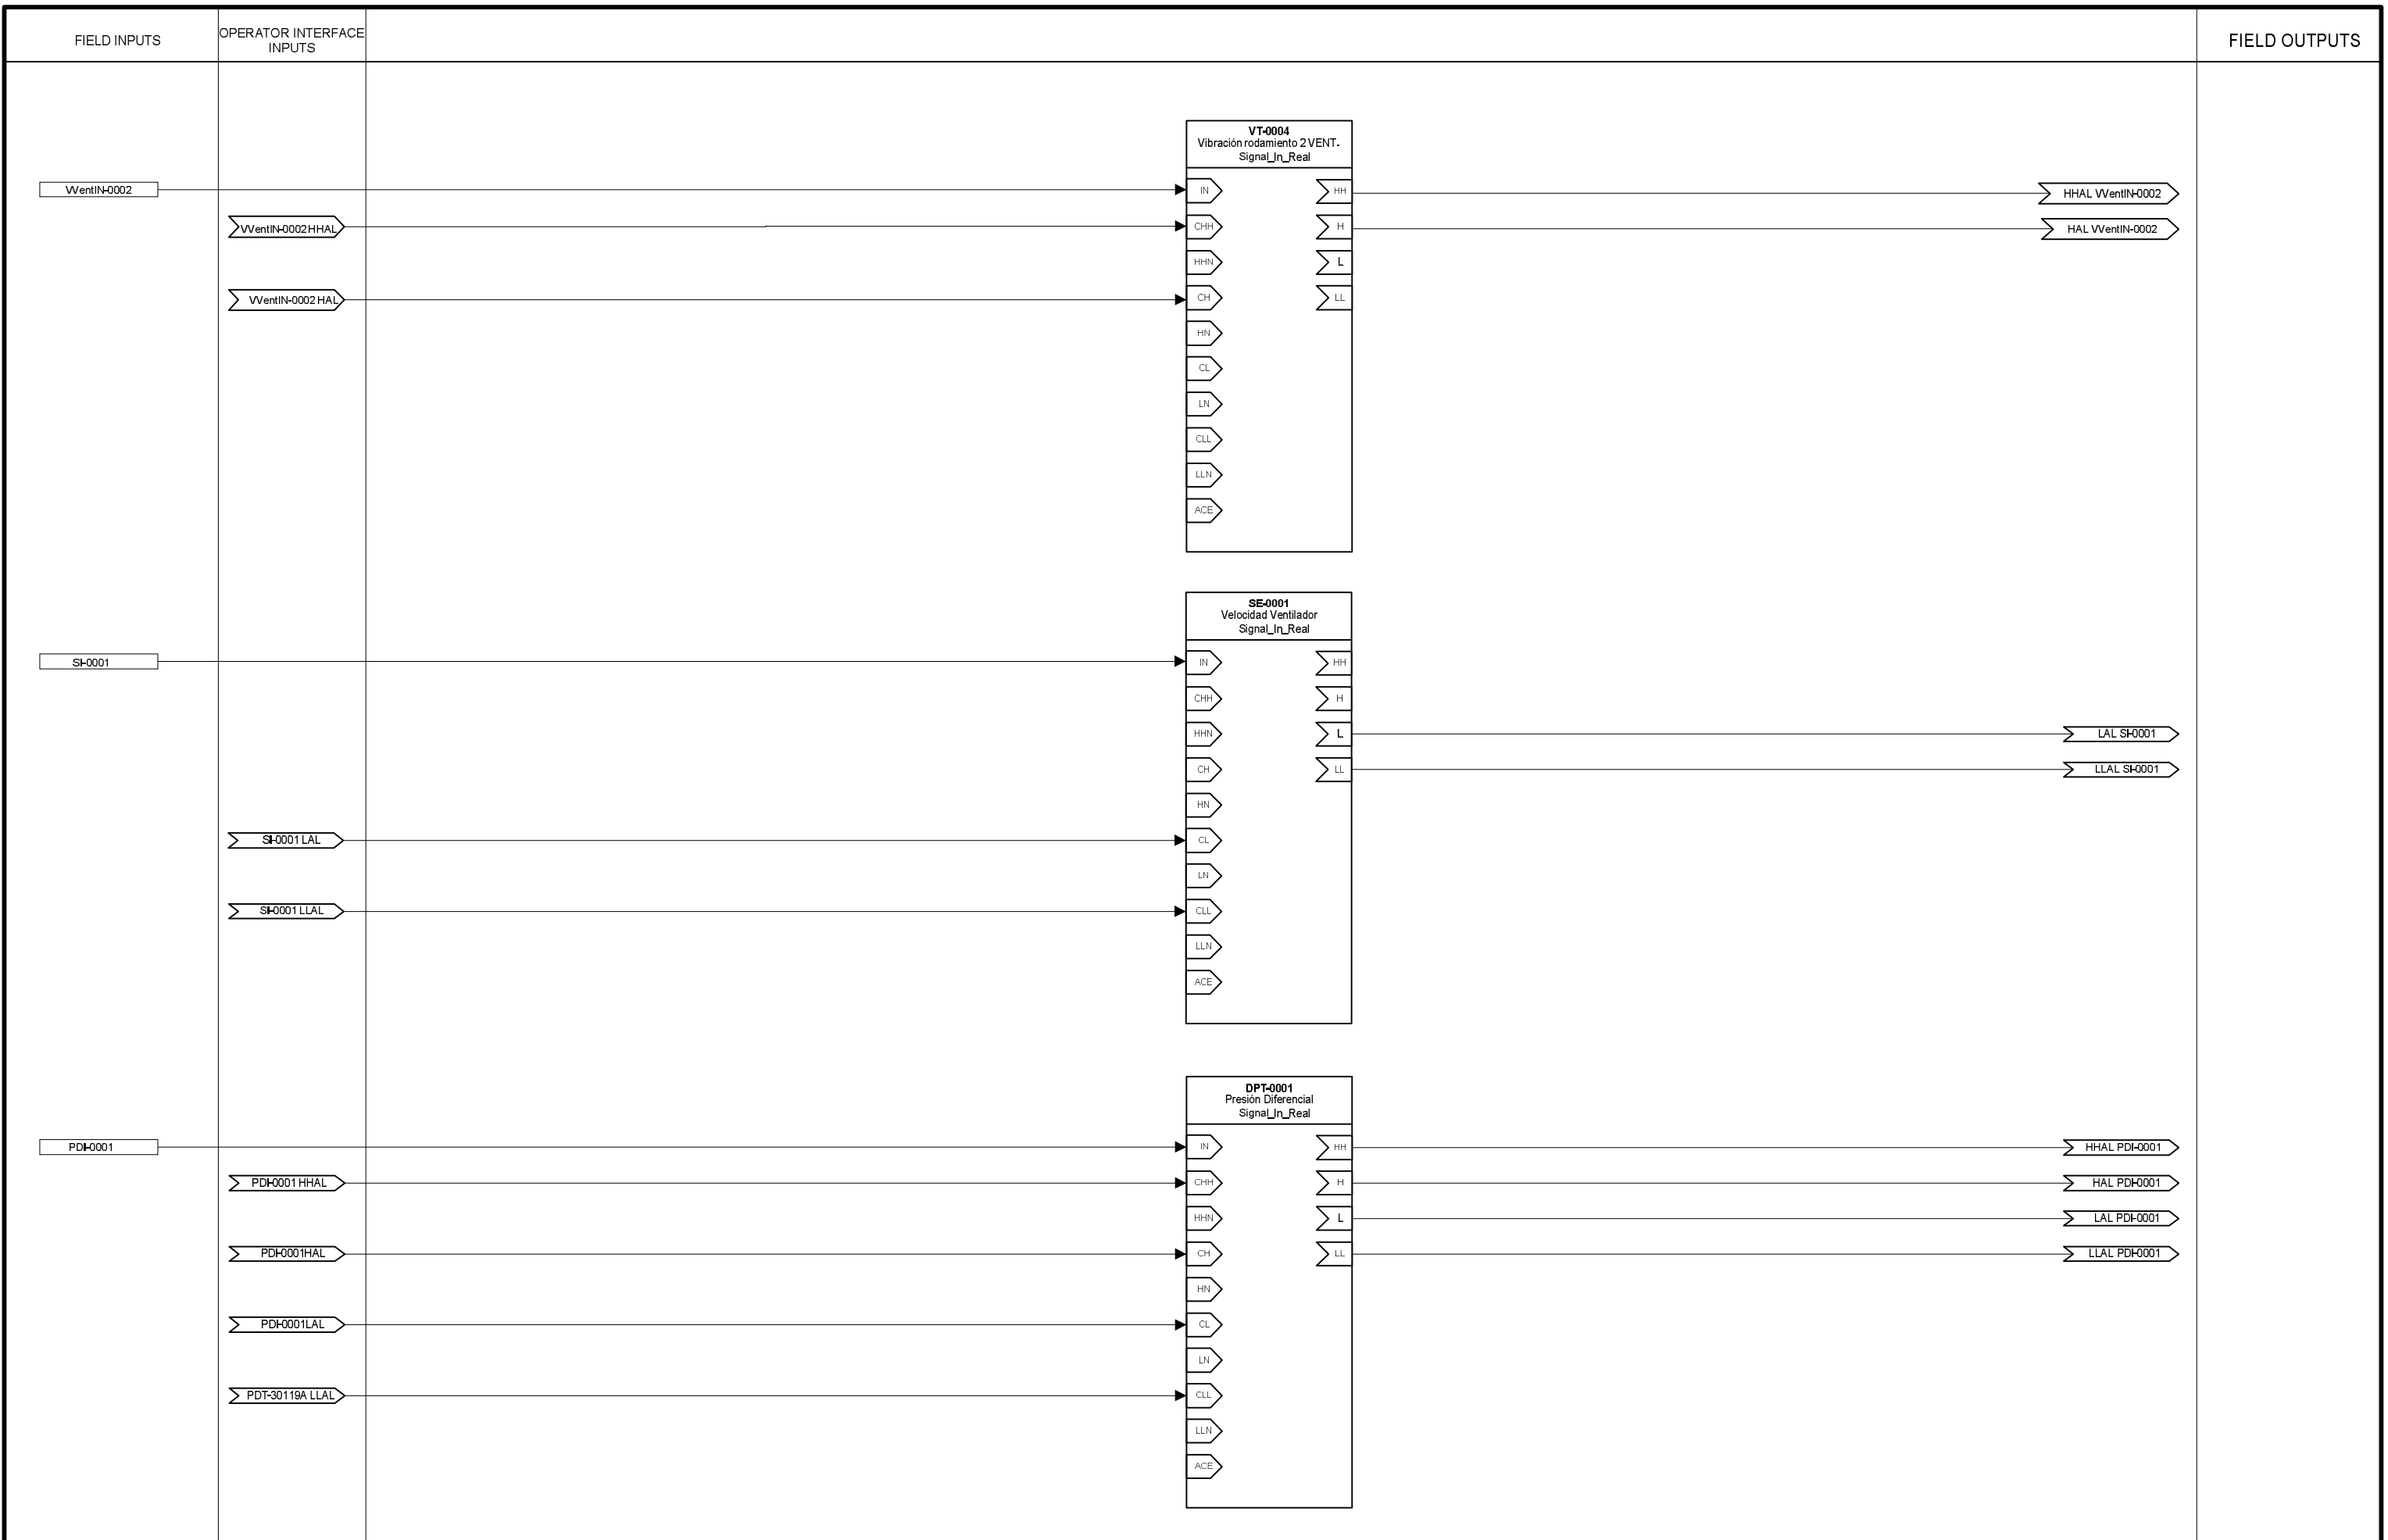 FIELD INPUTS
OPERATOR INTERFACE
INPUTS
FIELD OUTPUTS
VT-0004
Vibración rodamiento 2 VENT.
Signal_In_Real
VVentIN-0002
VVentIN-0002 HHAL
VVentIN-0002 HAL
IN
CHH
HHN
CH
HN
CL
LN
CLL
LLN
ACE
HH
H
L
LL
HHAL VVentIN-0002
HAL VVentIN-0002
SE-0001
Velocidad Ventilador
Signal_In_Real
SI-0001
SI-0001 LAL
SI-0001 LLAL
IN
CHH
HHN
CH
HN
CL
LN
CLL
LLN
ACE
HH
H
L
LL
LAL SI-0001
LLAL SI-0001
DPT-0001
Presión Diferencial
Signal_In_Real
PDI-0001
PDI-0001 HHAL
PDI-0001HAL
PDI-0001LAL
PDT-30119A LLAL
IN
CHH
HHN
CH
HN
CL
LN
CLL
LLN
ACE
HH
H
L
LL
HHAL PDI-0001
HAL PDI-0001
LAL PDI-0001
LLAL PDI-0001